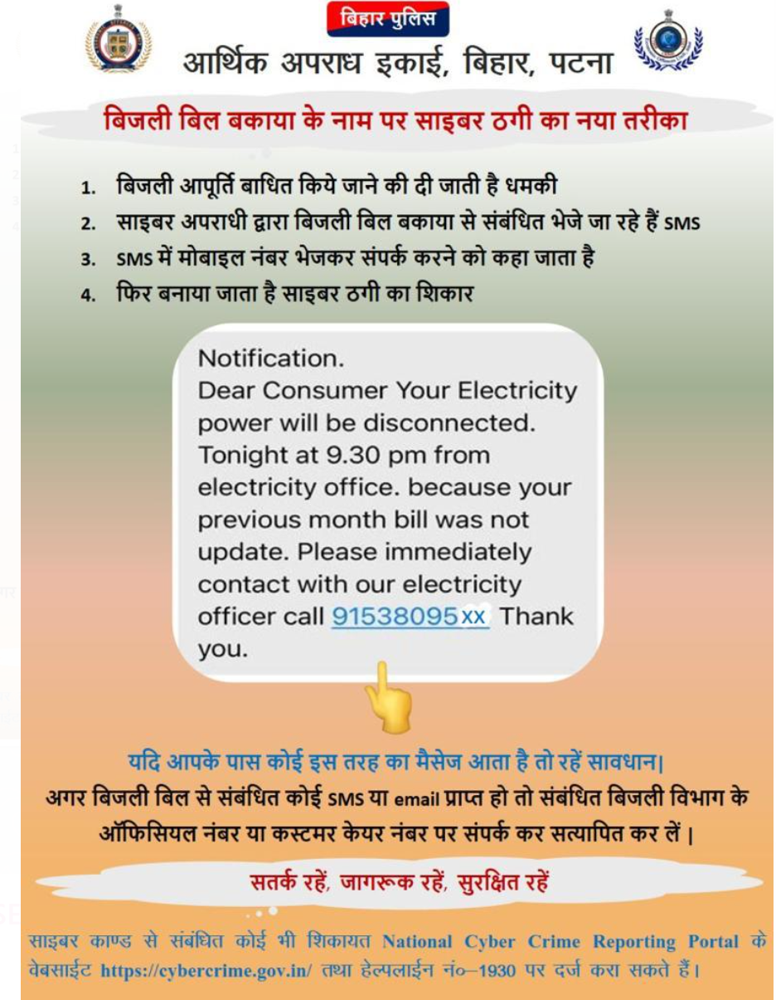 बिहार पुलिस
आर्थिक अपराध इकाई, बिहार, पटना
बिजली बिल बकाया के नाम पर साइबर ठगी का नया तरीका
1. बिजली आपूर्ति बाधित किये जाने की दी जाती है धमकी
2. साइबर अपराधी द्वारा बिजली बिल बकाया से संबंधित भेजे जा रहे हैं SMS
3. SMS में मोबाइल नंबर भेजकर संपर्क करने को कहा जाता है
4. फिर बनाया जाता है साइबर ठगी का शिकार
Notification.
Dear Consumer Your Electricity
power will be disconnected.
Tonight at 9.30 pm from
electricity office. because your
previous month bill was not
update. Please immediately
contact with our electricity
officer call 91538095xx Thank
you.
यदि आपके पास कोई इस तरह का मैसेज आता है तो रहें सावधान|
अगर बिजली बिल से संबंधित कोई SMS या email प्राप्त हो तो संबंधित बिजली विभाग के
ऑफिसियल नंबर या कस्टमर केयर नंबर पर संपर्क कर सत्यापित कर लें |
सतर्क रहें, जागरूक रहें, सुरक्षित रहें
साइबर काण्ड से संबंधित कोई भी शिकायत National Cyber Crime Reporting Portal के
वेबसाईट https://cybercrime.gov.in/ तथा हेल्पलाईन नं०–1930 पर दर्ज करा सकते हैं।